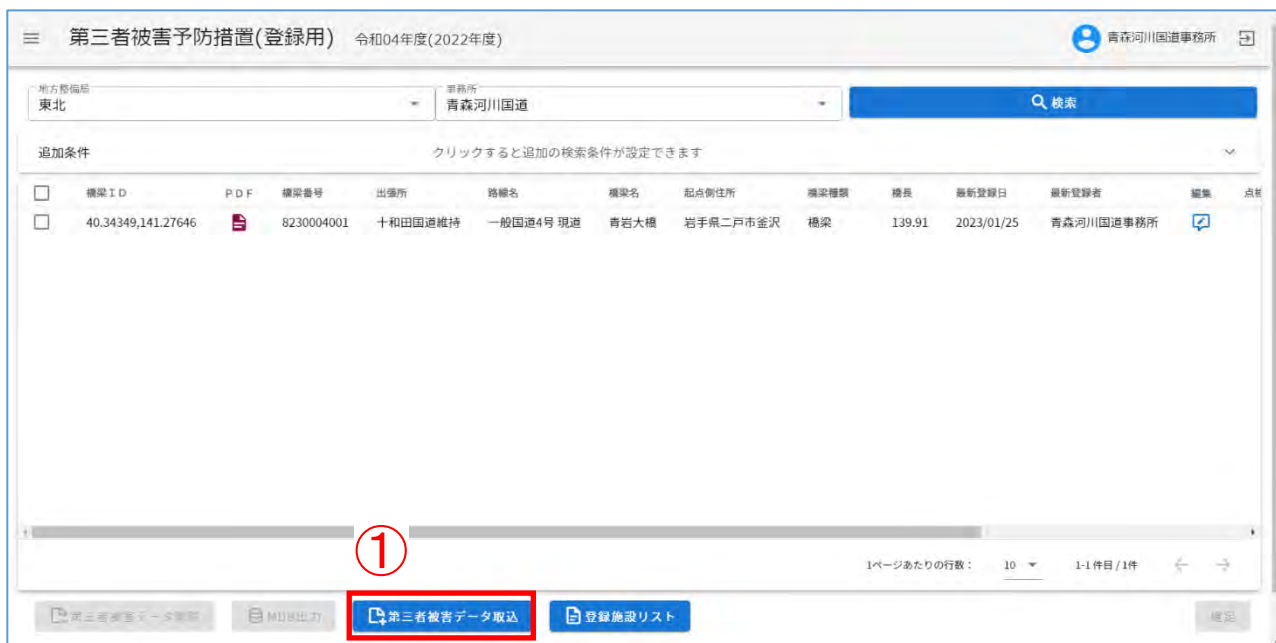 第三者被害予防措置(登録用) 令和04年度(2022年度) 青森河川国道事務所
地方整備局 事務所
東北 青森河川国道 検索
追加条件 クリックすると追加の検索条件が設定できます
橋梁ID PDF 橋梁番号 出張所 路線名 橋梁名 起点側住所 橋梁種類 橋長 最新登録日 最新登録者 編集
40.34349,141.27646 8230004001 十和田国道維持 一般国道4号 現道 青岩大橋 岩手県二戸市釜沢 橋梁 139.91 2023/01/25 青森河川国道事務所
①
1ページあたりの行数： 10 1-1 件目 / 1件
MDB出力 第三者被害データ取込 登録施設リスト 確定